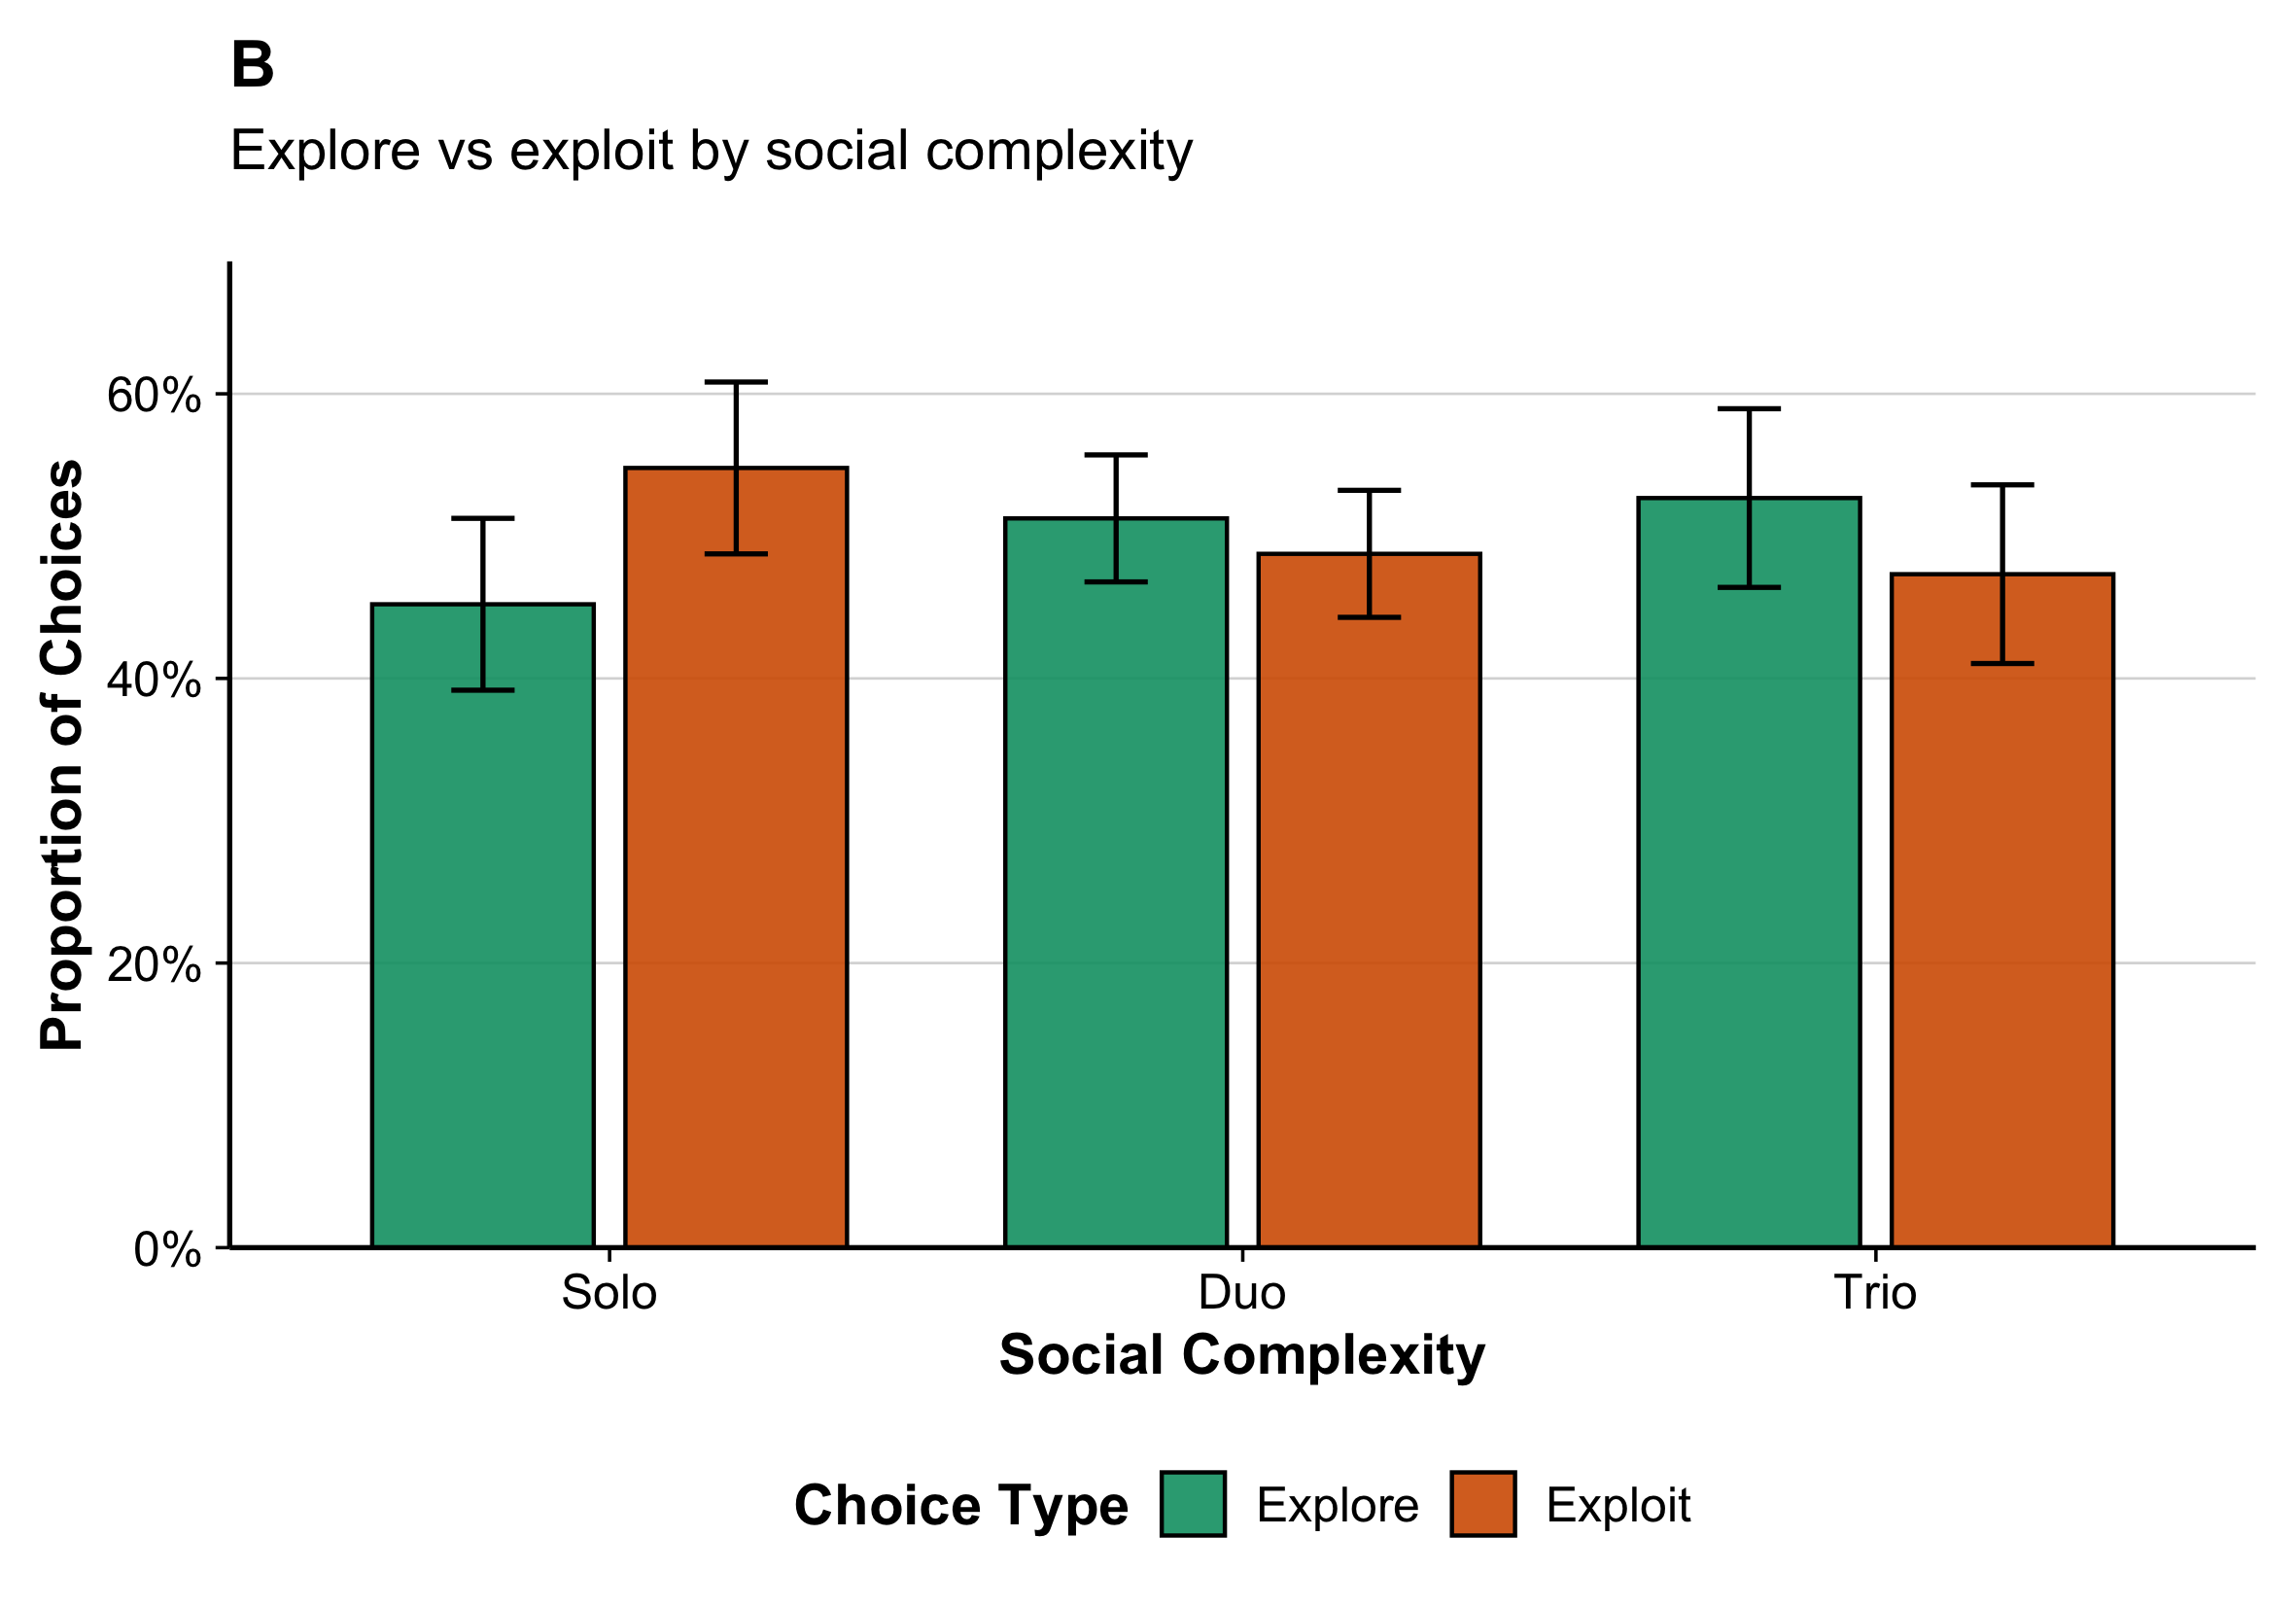 B
Explore vs exploit by social complexity
Proportion of Choices
60%
40%
20%
0%
Solo Duo Trio
Social Complexity
Choice Type Explore Exploit